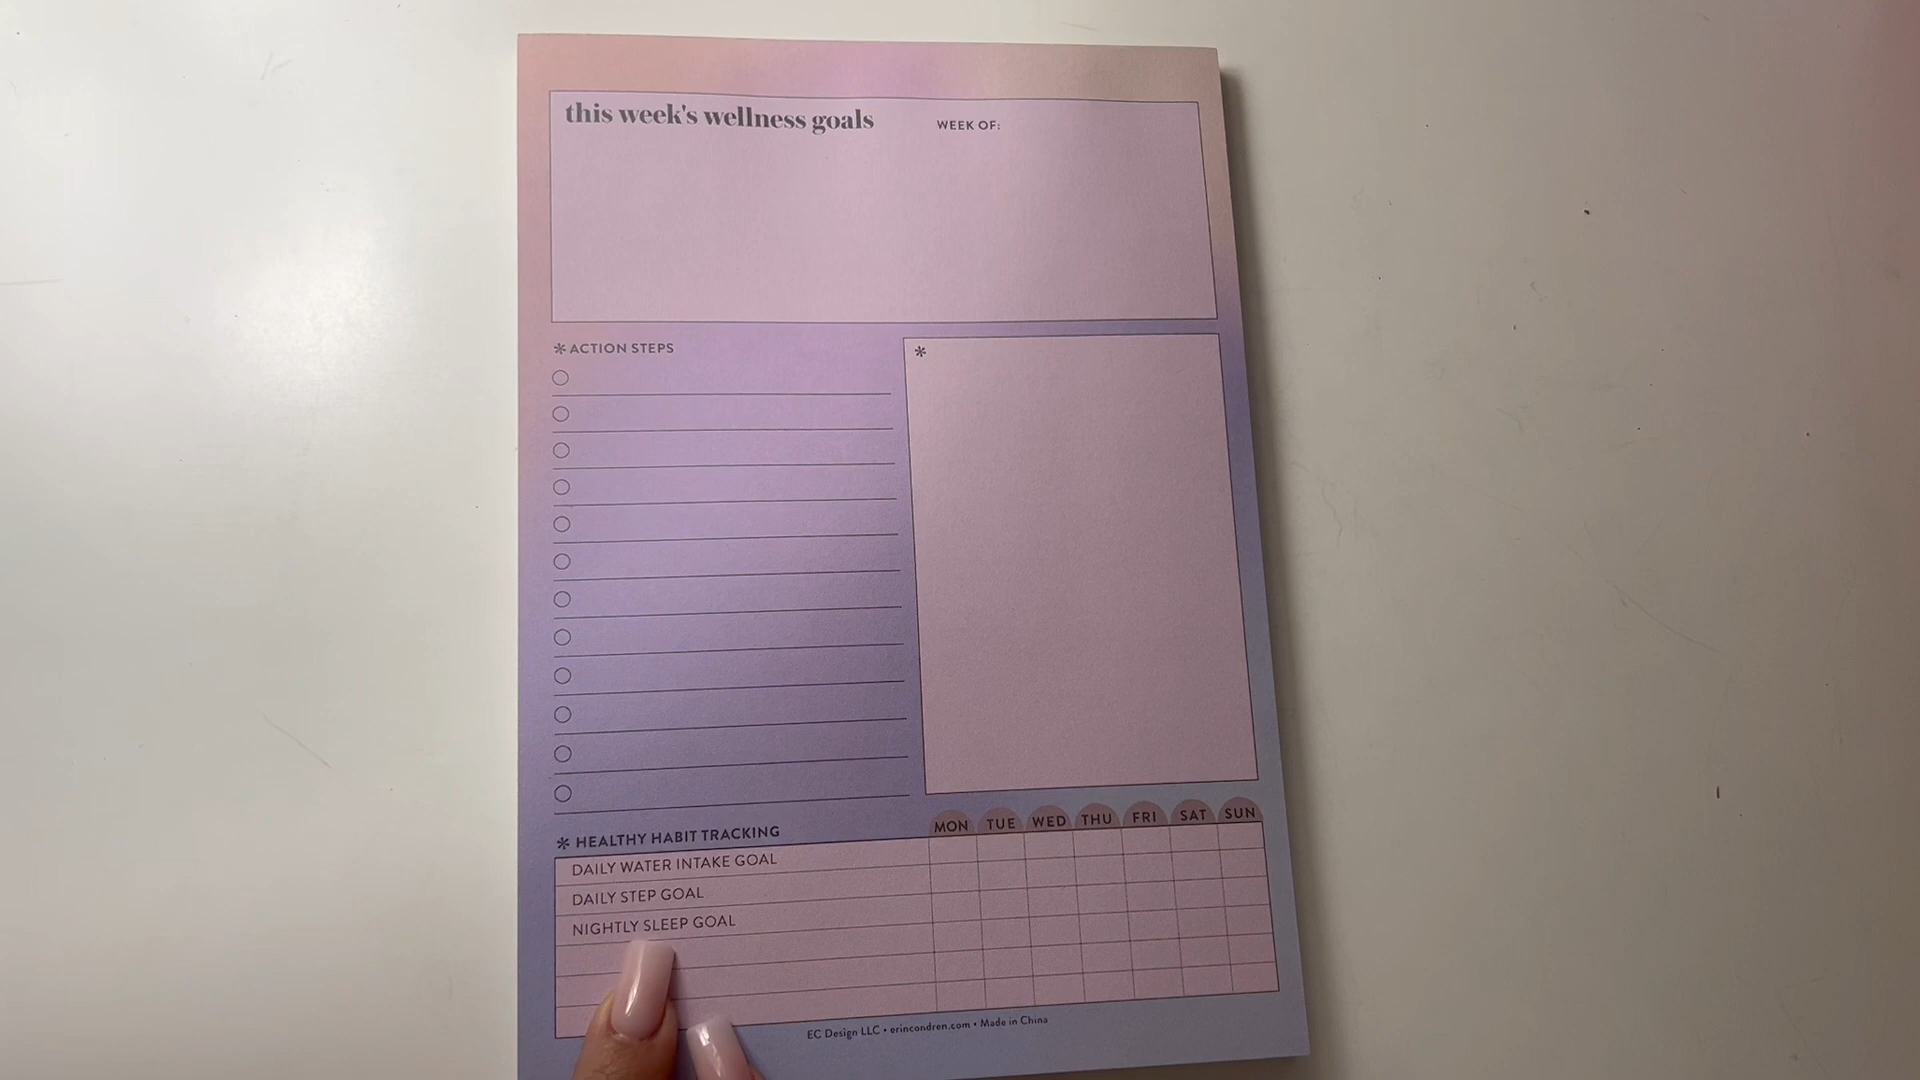 this week's wellness goals
WEEK OF:
* ACTION STEPS
*
* HEALTHY HABIT TRACKING
MON TUE WED THU FRI SAT SUN
DAILY WATER INTAKE GOAL
DAILY STEP GOAL
NIGHTLY SLEEP GOAL
EC Design LLC • erincondren.com • Made in China